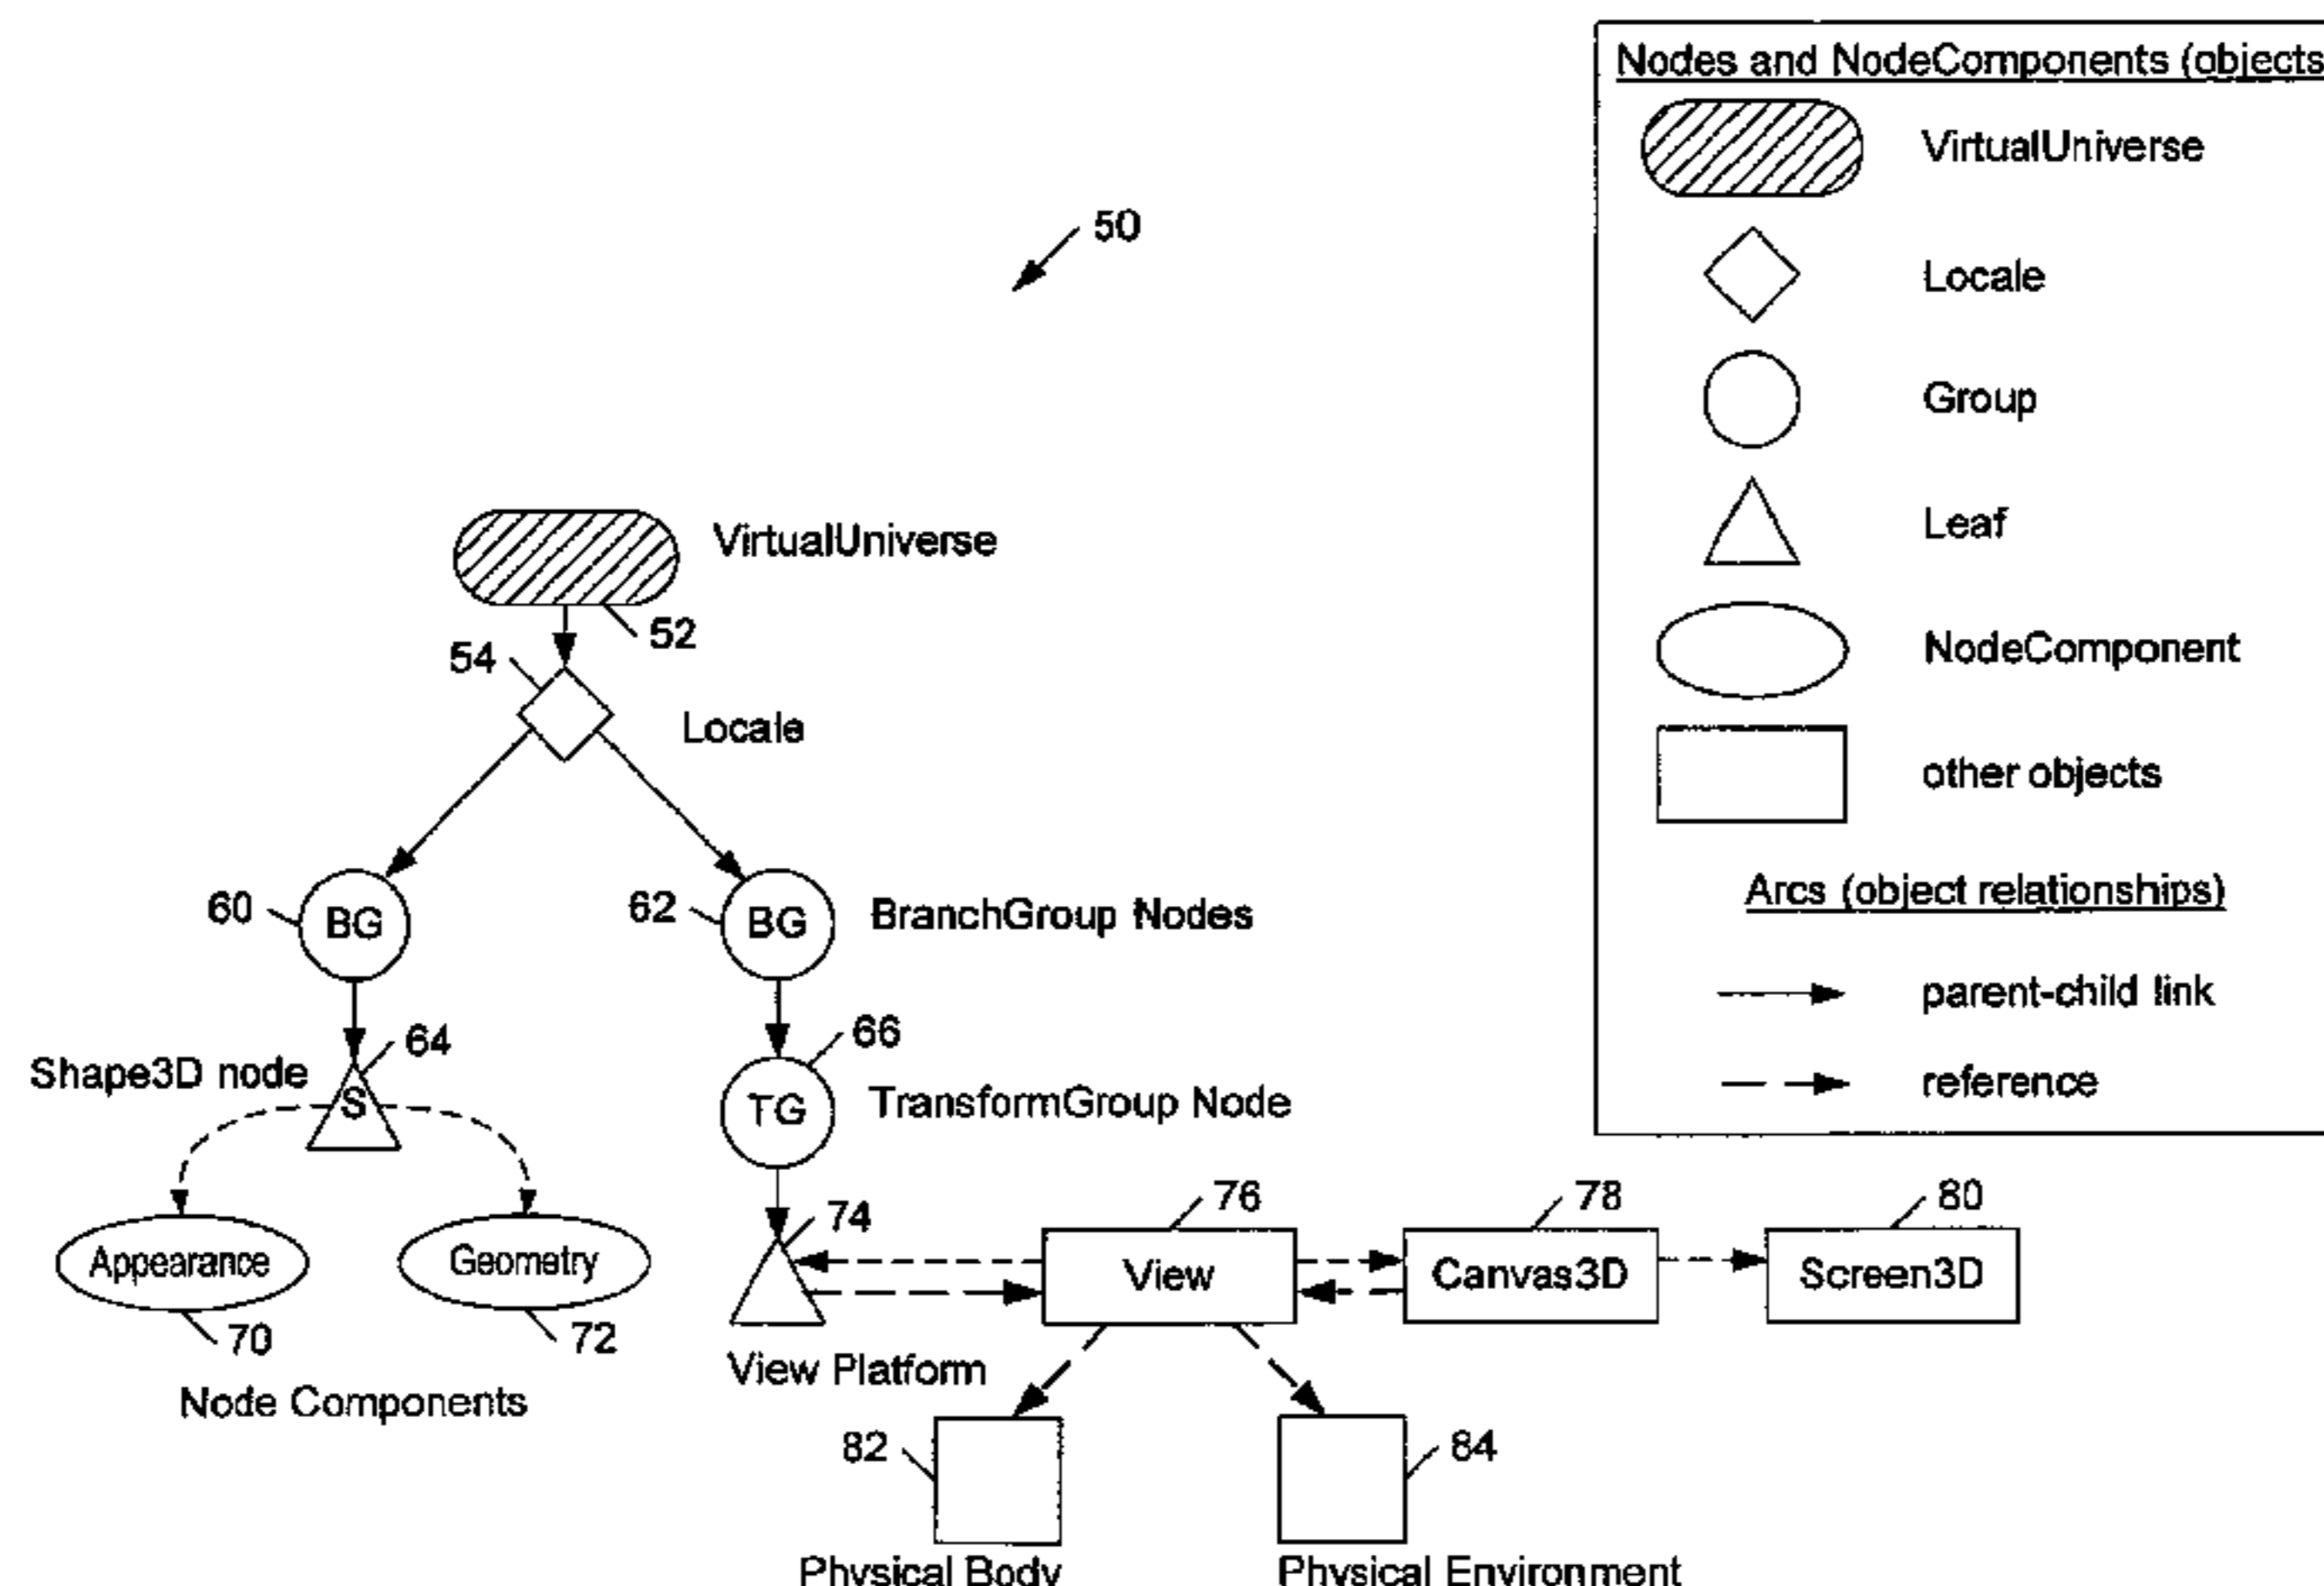 Nodes and NodeComponents (objects
VirtualUniverse
Locale
Group
Leaf
NodeComponent
other objects
Arcs (object relationships)
parent-child link
reference
50
VirtualUniverse
52
54
Locale
60
BG
62
BG
BranchGroup Nodes
64
Shape3D node
S
66
TG
TransformGroup Node
Appearance
70
Geometry
72
Node Components
74
View Platform
76
View
78
Canvas3D
80
Screen3D
82
Physical Body
84
Physical Environment